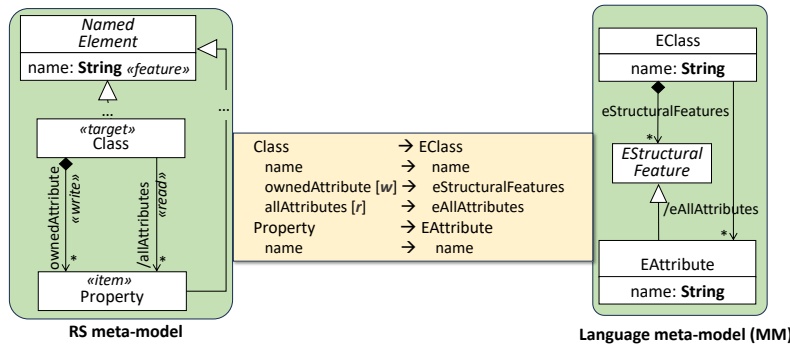 Named
Element
name: String «feature»
...
...
«target»
Class
ownedAttribute
«write»
*
/allAttributes
«read»
*
«item»
Property
RS meta-model
Class → EClass
name → name
ownedAttribute [w] → eStructuralFeatures
allAttributes [r] → eAllAttributes
Property → EAttribute
name → name
EClass
name: String
eStructuralFeatures
*
EStructural
Feature
/eAllAttributes
*
EAttribute
name: String
Language meta-model (MM)